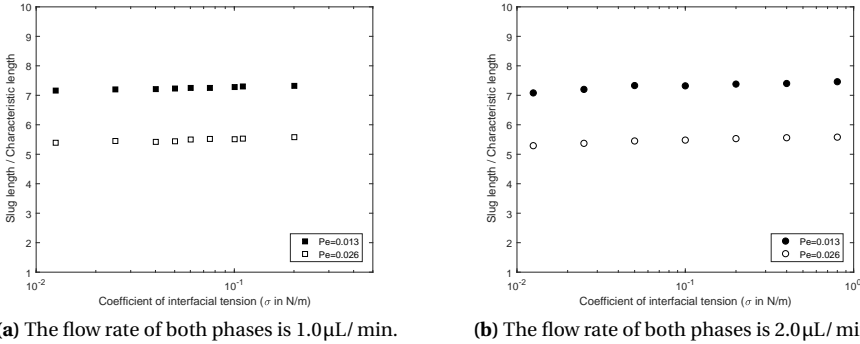 10
9
8
7
6
5
4
3
2
1
Slug length / Characteristic length
Pe=0.013
Pe=0.026
10⁻²
10⁻¹
Coefficient of interfacial tension (σ in N/m)
(a) The flow rate of both phases is 1.0µL/ min.
10
9
8
7
6
5
4
3
2
1
Slug length / Characteristic length
Pe=0.013
Pe=0.026
10⁻²
10⁻¹
10⁰
Coefficient of interfacial tension (σ in N/m)
(b) The flow rate of both phases is 2.0µL/ mi